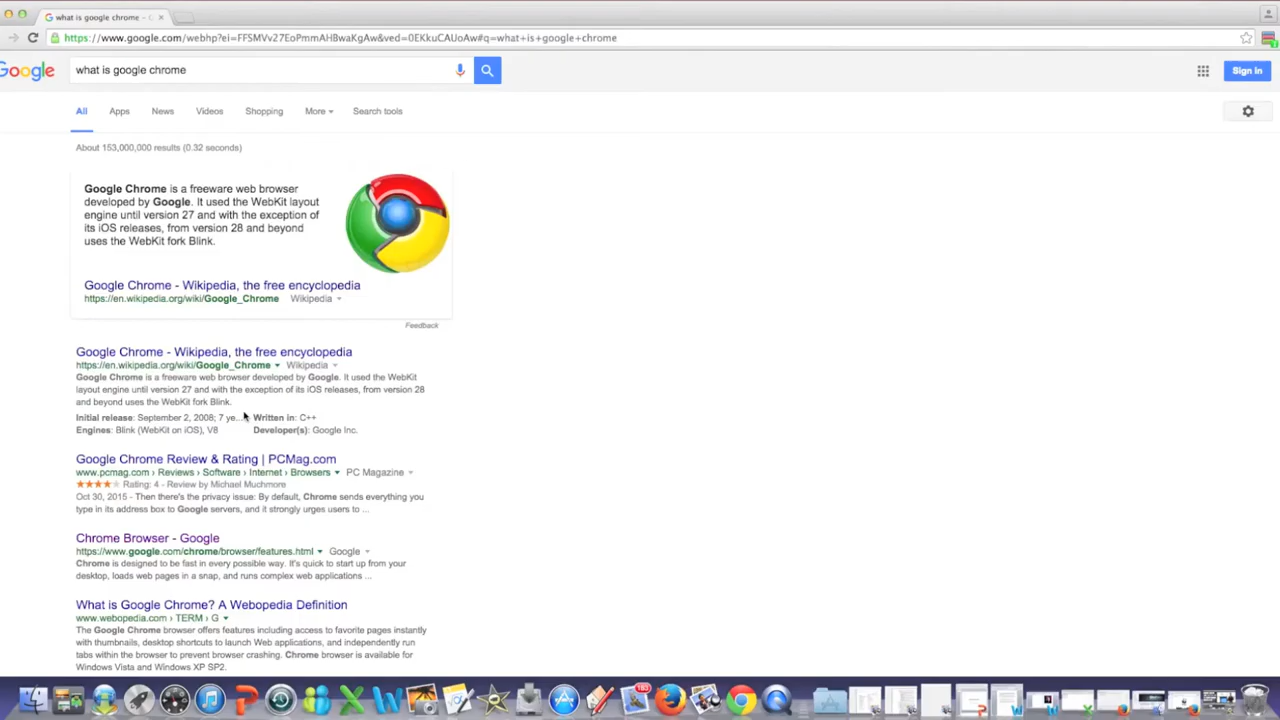 what is google chrome - G
https://www.google.com/webhp?ei=FFSMVv27EoPmmAHBwaKgAw&ved=0EKkuCAUoAw#q=what+is+google+chrome
Google
what is google chrome
Sign in
All Apps News Videos Shopping More Search tools
About 153,000,000 results (0.32 seconds)
Google Chrome is a freeware web browser
developed by Google. It used the WebKit layout
engine until version 27 and with the exception of
its iOS releases, from version 28 and beyond
uses the WebKit fork Blink.
Google Chrome - Wikipedia, the free encyclopedia
https://en.wikipedia.org/wiki/Google_Chrome Wikipedia
Feedback
Google Chrome - Wikipedia, the free encyclopedia
https://en.wikipedia.org/wiki/Google_Chrome Wikipedia
Google Chrome is a freeware web browser developed by Google. It used the WebKit
layout engine until version 27 and with the exception of its iOS releases, from version 28
and beyond uses the WebKit fork Blink.
Initial release: September 2, 2008; 7 ye... Written in: C++
Engines: Blink (WebKit on iOS), V8 Developer(s): Google Inc.
Google Chrome Review & Rating | PCMag.com
www.pcmag.com › Reviews › Software › Internet › Browsers PC Magazine
Rating: 4 - Review by Michael Muchmore
Oct 30, 2015 - Then there's the privacy issue: By default, Chrome sends everything you
type in its address box to Google servers, and it strongly urges users to ...
Chrome Browser - Google
https://www.google.com/chrome/browser/features.html Google
Chrome is designed to be fast in every possible way. It's quick to start up from your
desktop, loads web pages in a snap, and runs complex web applications ...
What is Google Chrome? A Webopedia Definition
www.webopedia.com › TERM › G
The Google Chrome browser offers features including access to favorite pages instantly
with thumbnails, desktop shortcuts to launch Web applications, and independently run
tabs within the browser to prevent browser crashing. Chrome browser is available for
Windows Vista and Windows XP SP2.